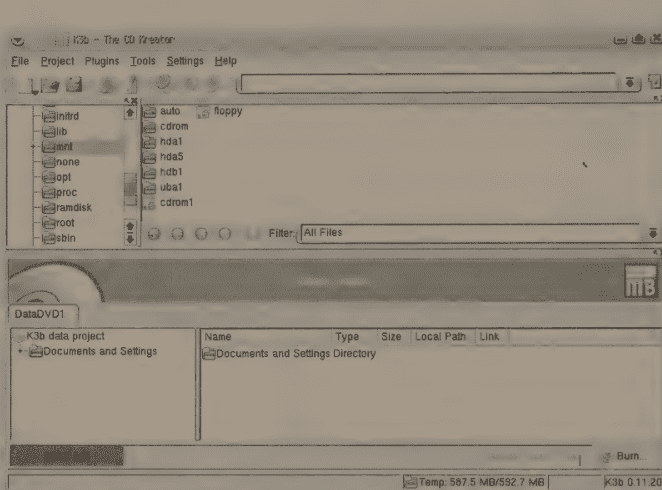 K3b - The CD Kreator
File Project Plugins Tools Settings Help
initrd
lib
mnt
none
opt
proc
ramdisk
root
sbin
auto floppy
cdrom
hda1
hda5
hdb1
uba1
cdrom1
Filter: All Files
MB
DataDVD1
K3b data project
Documents and Settings
Name Type Size Local Path Link
Documents and Settings Directory
Burn...
Temp: 587.5 MB/592.7 MB K3b 0.11.20